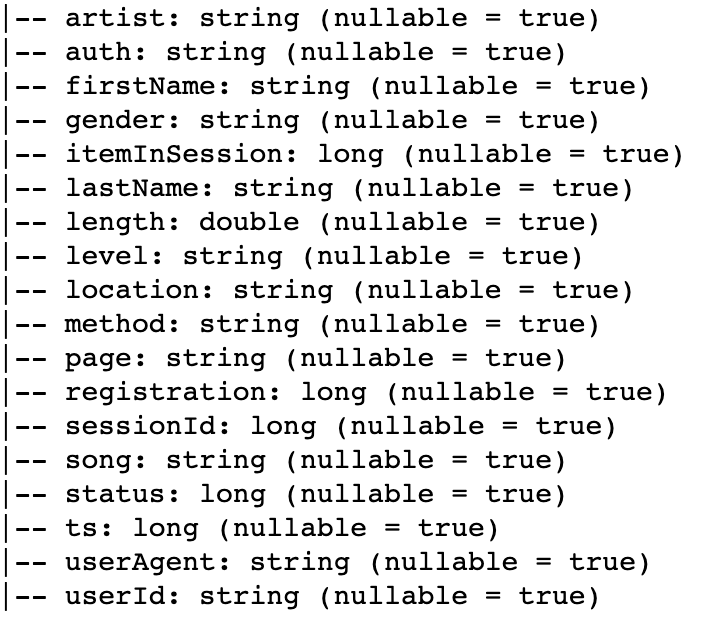 |-- artist: string (nullable = true)
|-- auth: string (nullable = true)
|-- firstName: string (nullable = true)
|-- gender: string (nullable = true)
|-- itemInSession: long (nullable = true)
|-- lastName: string (nullable = true)
|-- length: double (nullable = true)
|-- level: string (nullable = true)
|-- location: string (nullable = true)
|-- method: string (nullable = true)
|-- page: string (nullable = true)
|-- registration: long (nullable = true)
|-- sessionId: long (nullable = true)
|-- song: string (nullable = true)
|-- status: long (nullable = true)
|-- ts: long (nullable = true)
|-- userAgent: string (nullable = true)
|-- userId: string (nullable = true)